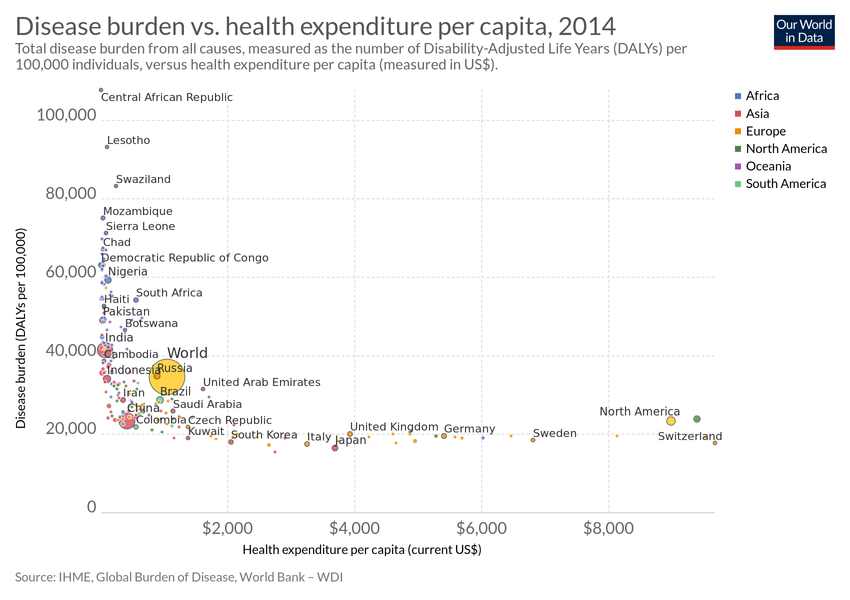 Disease burden vs. health expenditure per capita, 2014
Total disease burden from all causes, measured as the number of Disability-Adjusted Life Years (DALYs) per
100,000 individuals, versus health expenditure per capita (measured in US$).
Our World
in Data
Central African Republic
100,000
Lesotho
Swaziland
80,000
Mozambique
Sierra Leone
Chad
Democratic Republic of Congo
60,000
Nigeria
South Africa
Haiti
Pakistan
Botswana
India
40,000
Cambodia
World
Indonesia
Russia
United Arab Emirates
Iran
Brazil
China
Saudi Arabia
North America
Colombia
Czech Republic
20,000
Kuwait
South Korea
Italy
Japan
United Kingdom
Germany
Sweden
Switzerland
0
$2,000
$4,000
$6,000
$8,000
Disease burden (DALYs per 100,000)
Health expenditure per capita (current US$)
Africa
Asia
Europe
North America
Oceania
South America
Source: IHME, Global Burden of Disease, World Bank – WDI